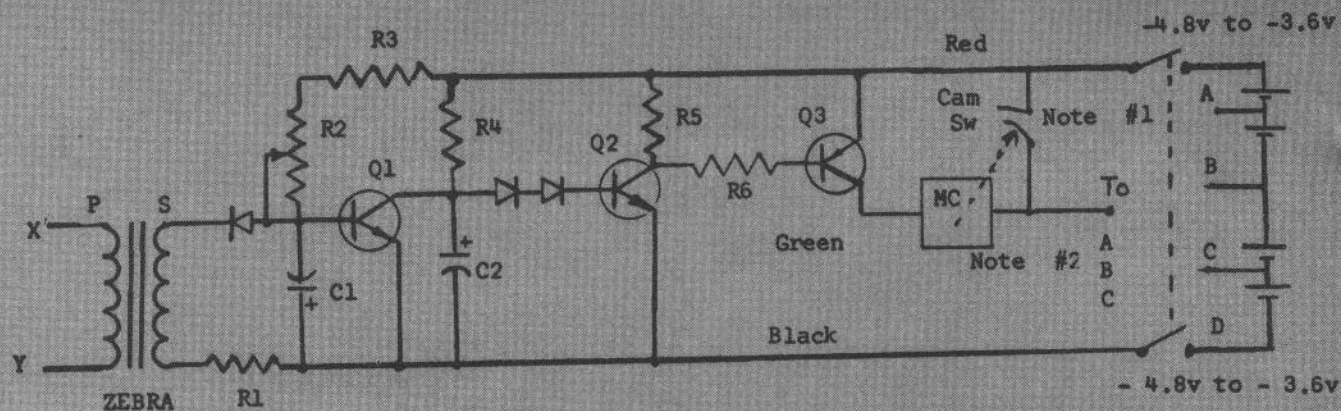 -4.8v to -3.6v
R3
Red
R2
R4
R5
Q3
Cam
Sw
Note #1
A
Q1
Q2
R6
B
P
S
X
MC
To
A
B
C
Green
Note #2
C
C1
+
+
C2
Black
D
Y
ZEBRA
R1
- 4.8v to - 3.6v